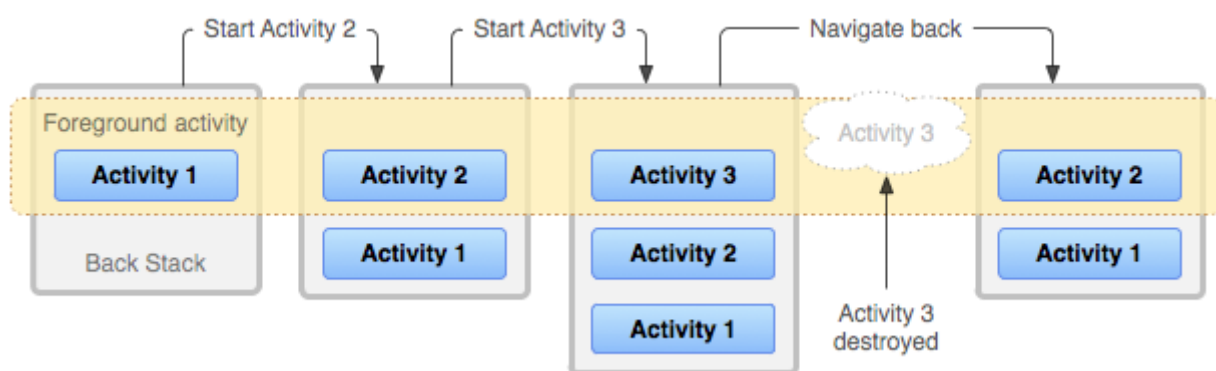 Start Activity 2
Start Activity 3
Navigate back
Foreground activity
Activity 1
Back Stack
Activity 2
Activity 1
Activity 3
Activity 2
Activity 1
Activity 3
Activity 3
destroyed
Activity 2
Activity 1